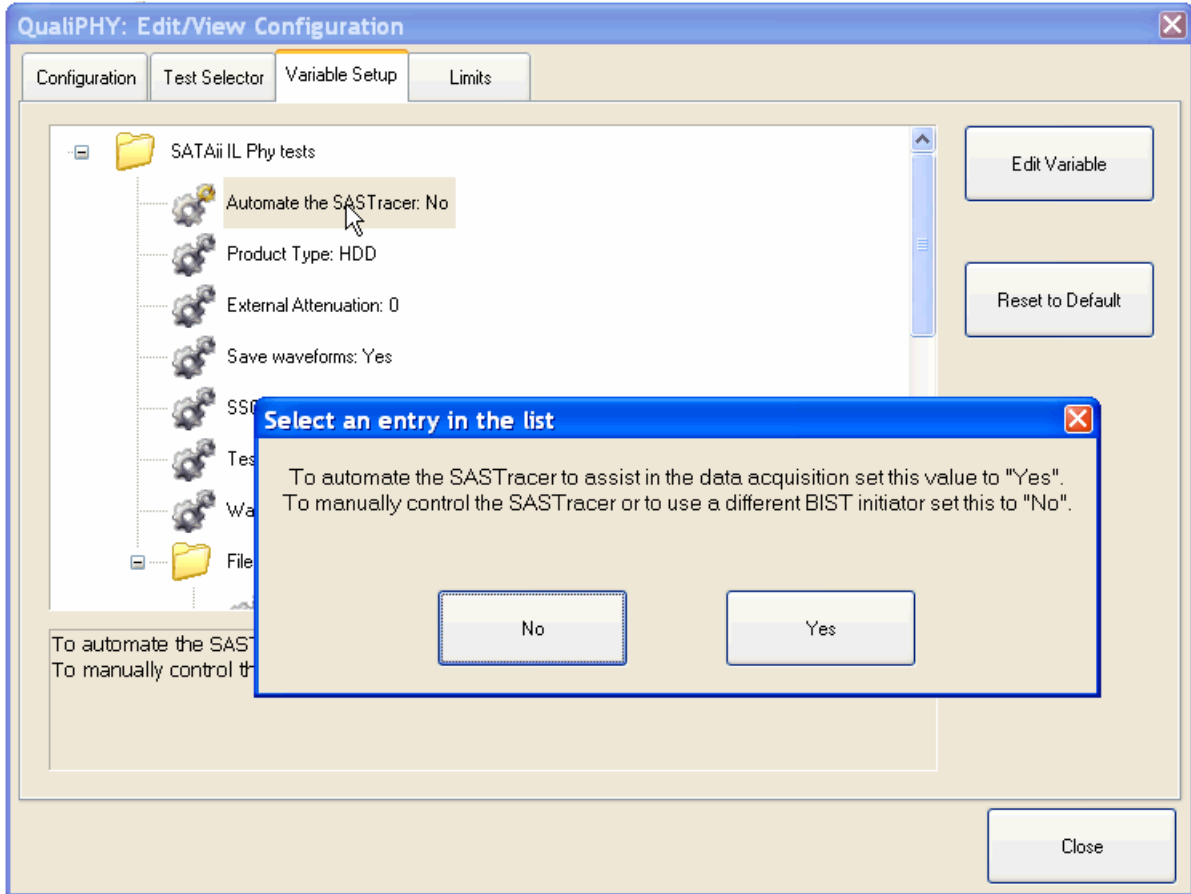 QualiPHY: Edit/View Configuration
Configuration
Test Selector
Variable Setup
Limits
SATAii IL Phy tests
Automate the SASTracer: No
Product Type: HDD
External Attenuation: 0
Save waveforms: Yes
Edit Variable
Reset to Default
File
Select an entry in the list
To automate the SASTracer to assist in the data acquisition set this value to "Yes".
To manually control the SASTracer or to use a different BIST initiator set this to "No".
No
Yes
To automate the SAST
To manually control th
Close